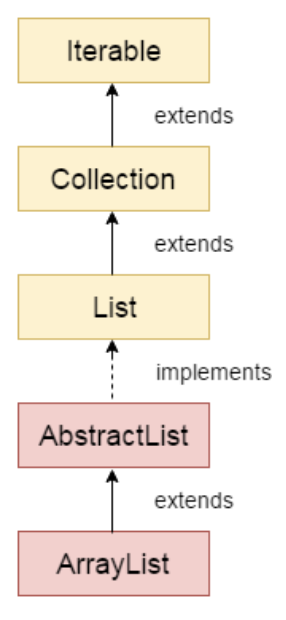 Iterable
extends
Collection
extends
List
implements
AbstractList
extends
ArrayList